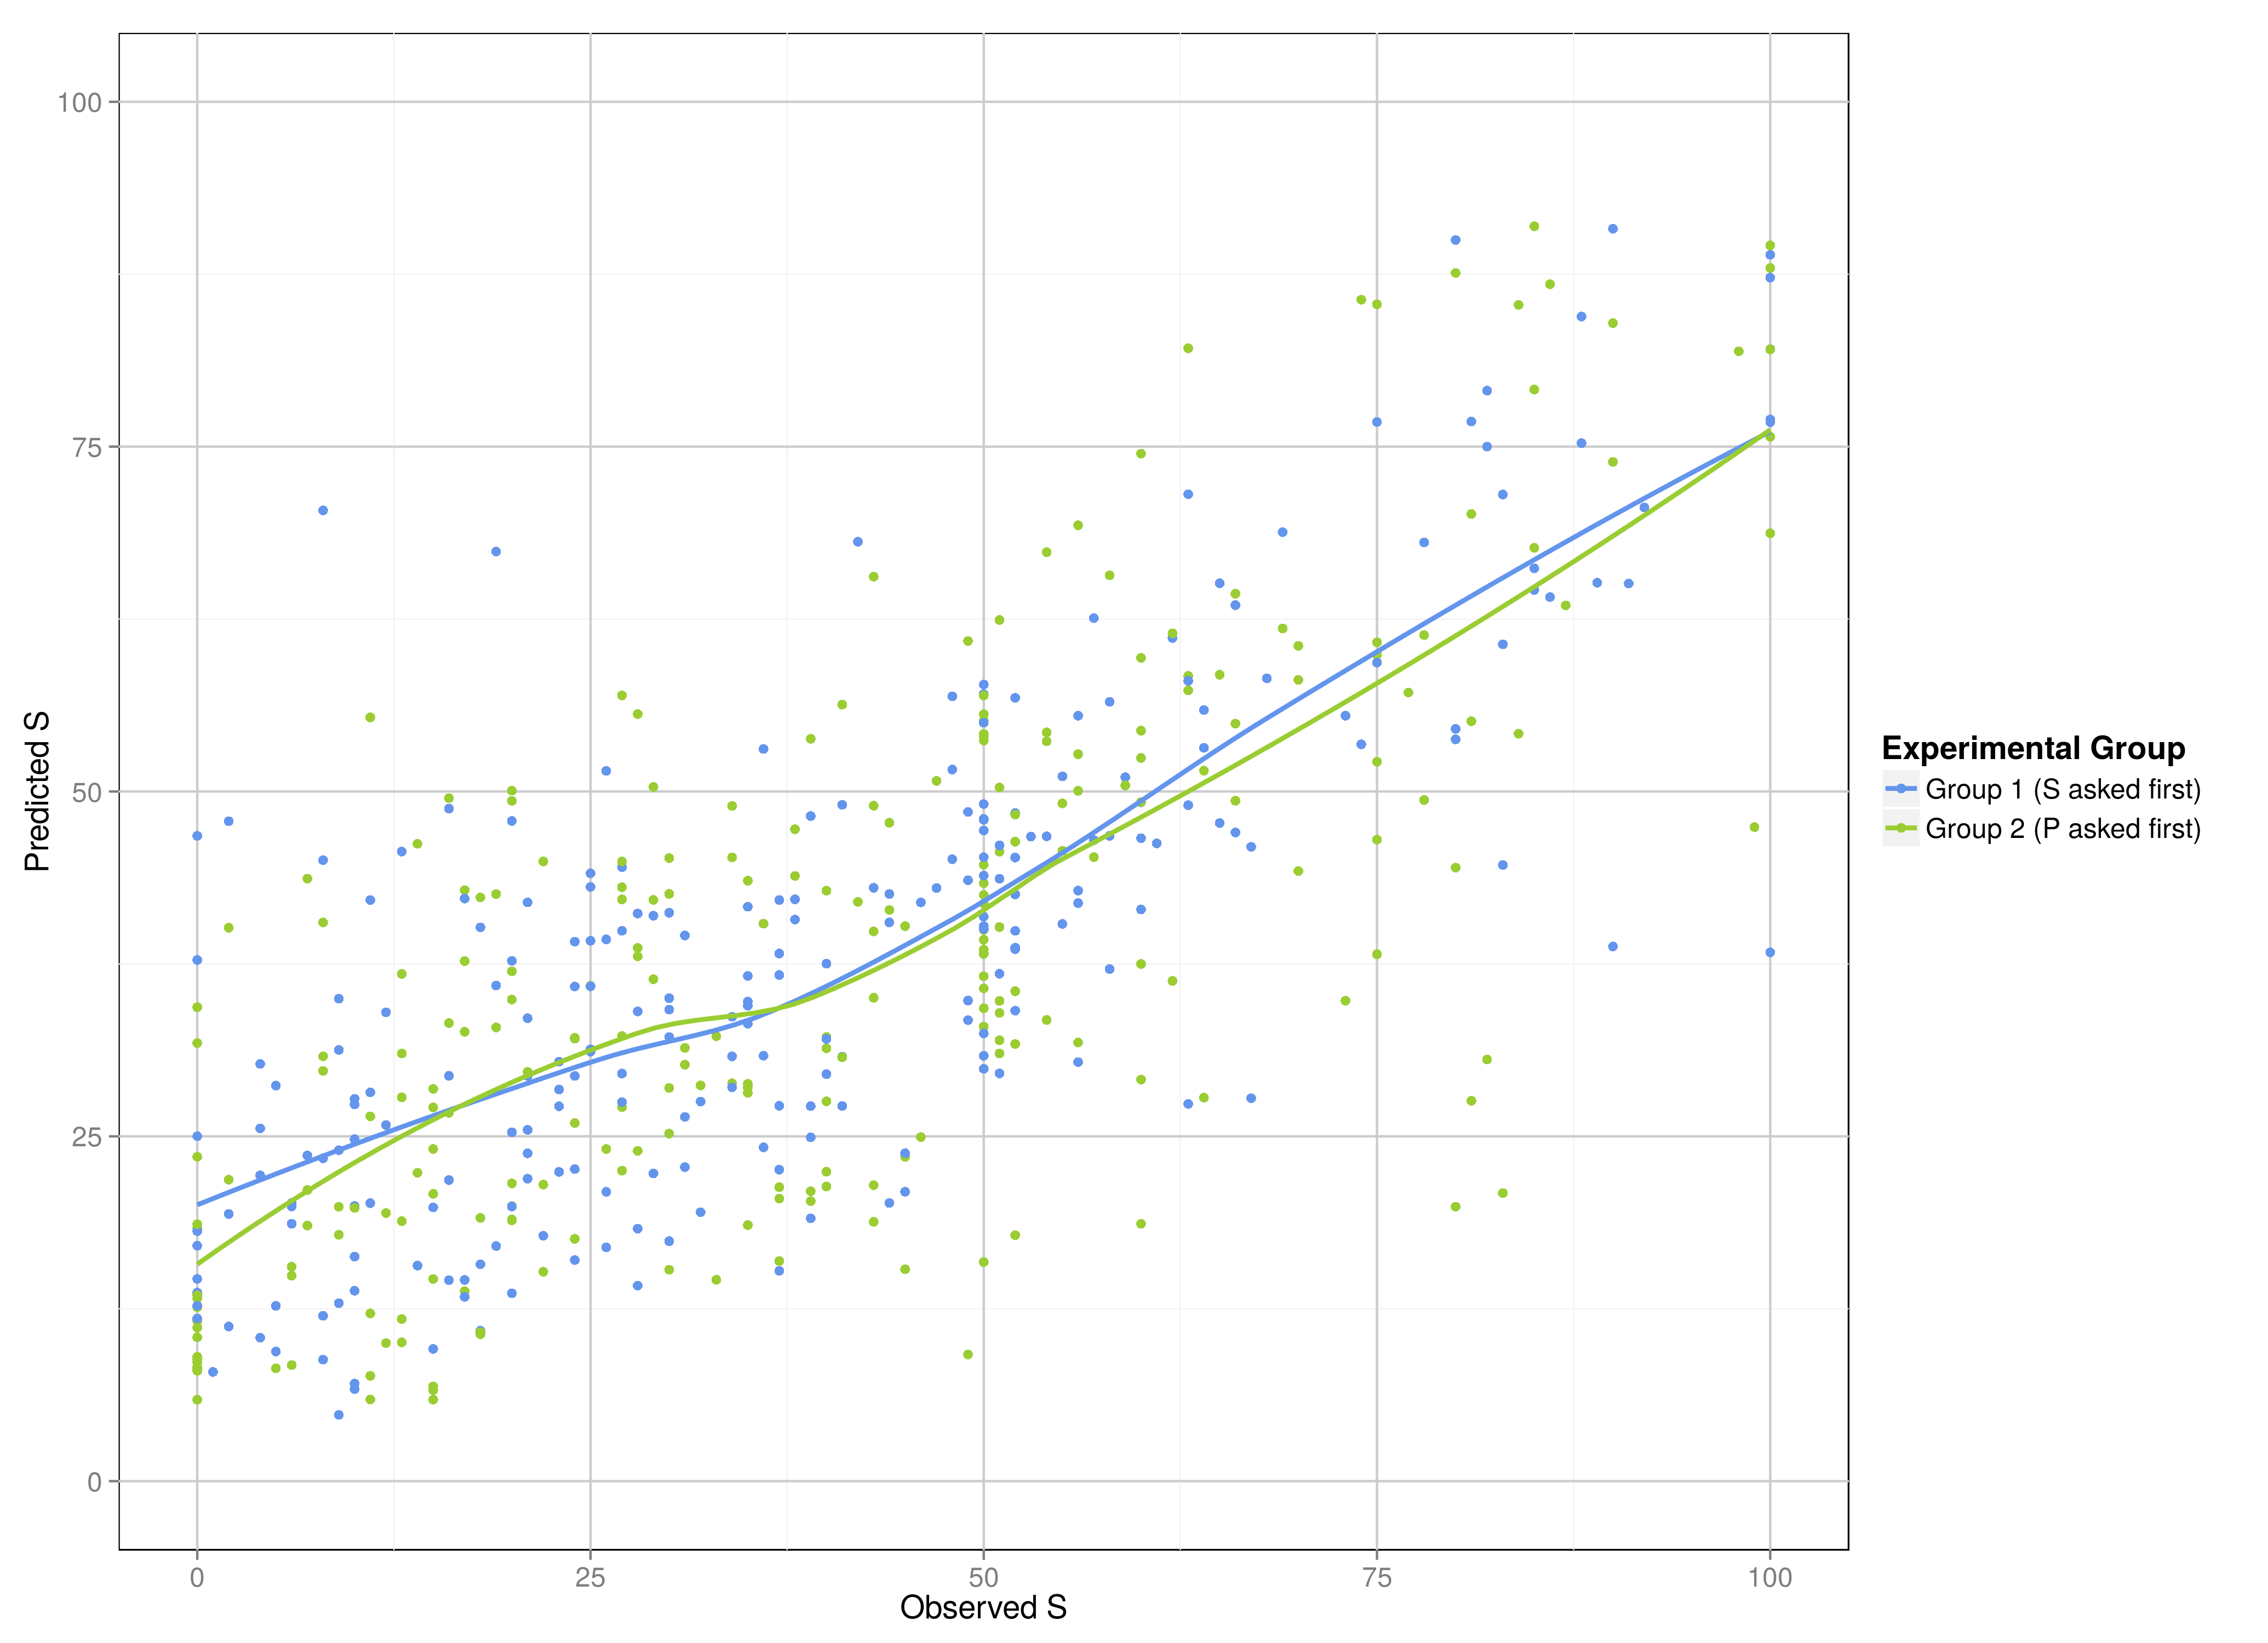 100
75
50
25
0
Predicted S
0 25 50 75 100
Observed S
Experimental Group
Group 1 (S asked first)
Group 2 (P asked first)